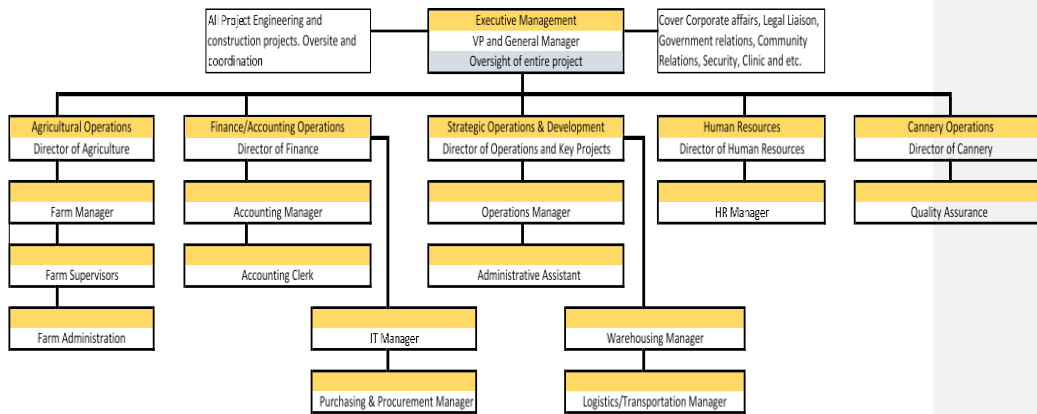 All Project Engineering and
construction projects. Oversite and
coordination
Executive Management
VP and General Manager
Oversight of entire project
Cover Corporate affairs, Legal Liaison,
Government relations, Community
Relations, Security, Clinic and etc.
Agricultural Operations
Director of Agriculture
Finance/Accounting Operations
Director of Finance
Strategic Operations & Development
Director of Operations and Key Projects
Human Resources
Director of Human Resources
Cannery Operations
Director of Cannery
Farm Manager
Accounting Manager
Operations Manager
HR Manager
Quality Assurance
Farm Supervisors
Accounting Clerk
Administrative Assistant
Farm Administration
IT Manager
Warehousing Manager
Purchasing & Procurement Manager
Logistics/Transportation Manager